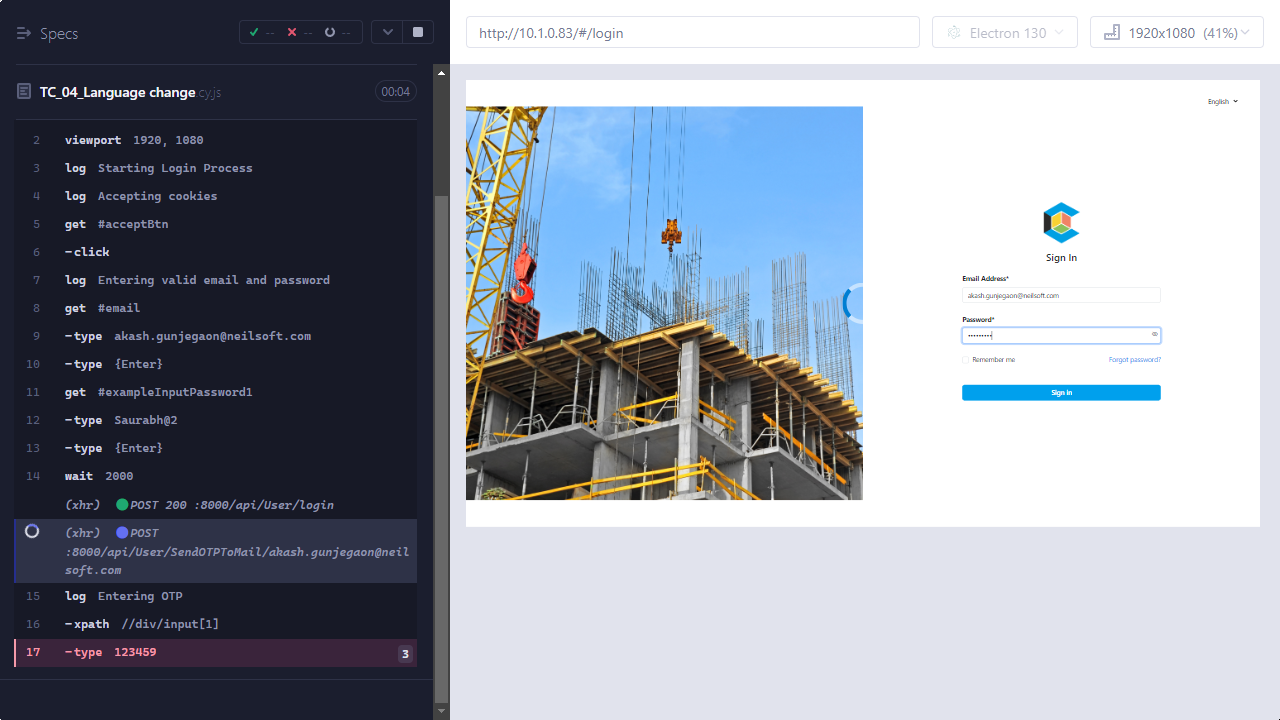 Specs
-- -- --
http://10.1.0.83/#/login
Electron 130
1920x1080 (41%)
TC_04_Language change.cy.js
00:04
2 viewport 1920, 1080
3 log Starting Login Process
4 log Accepting cookies
5 get #acceptBtn
6 -click
7 log Entering valid email and password
8 get #email
9 -type akash.gunjegaon@neilsoft.com
10 -type {Enter}
11 get #exampleInputPassword1
12 -type Saurabh@2
13 -type {Enter}
14 wait 2000
(xhr) POST 200 :8000/api/User/login
(xhr) POST
:8000/api/User/SendOTPToMail/akash.gunjegaon@neil
soft.com
15 log Entering OTP
16 -xpath //div/input[1]
17 -type 123459 3
English
Sign In
Email Address*
akash.gunjegaon@neilsoft.com
Password*
•••••••••
Remember me Forgot password?
Sign in